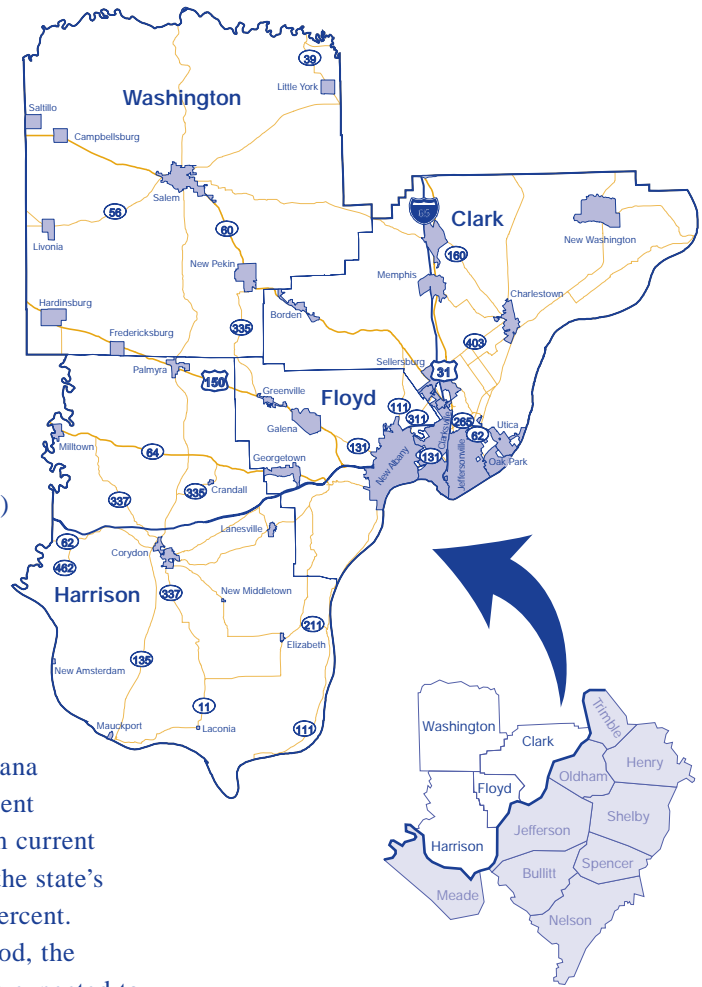 39
Little York
Washington
Saltillo
Campbellsburg
Salem
56
60
Livonia
New Pekin
Hardinsburg
Fredericksburg
335
65
Clark
New Washington
160
Memphis
Charlestown
Borden
403
Sellersburg
31
Palmyra
150
Greenville
Floyd
111
311
Galena
131
New Albany
Clarksville
265
62
Utica
131
Jeffersonville
Oak Park
Milltown
64
Georgetown
337
335
Crandall
)
Lanesville
62
Corydon
462
Harrison
337
New Middletown
211
Elizabeth
135
New Amsterdam
11
Mauckport
Laconia
111
Washington
Clark
Trimble
Henry
Oldham
Floyd
Shelby
Jefferson
Harrison
Spencer
Bullitt
Meade
Nelson
ana
ent
n current
the state's
ercent.
od, the